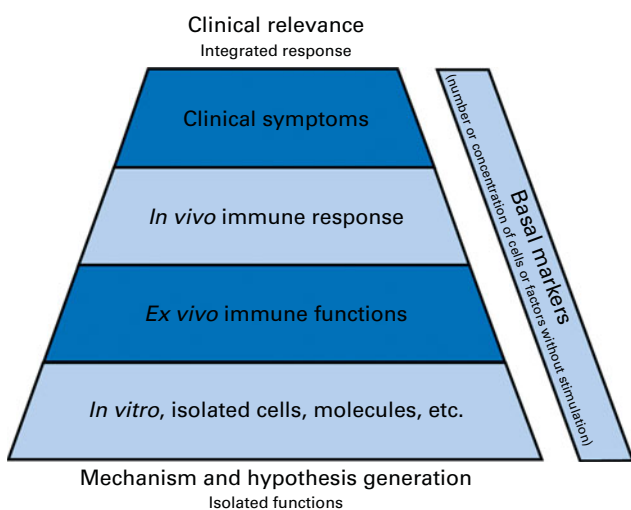 Clinical relevance
Integrated response
Clinical symptoms
In vivo immune response
Ex vivo immune functions
In vitro, isolated cells, molecules, etc.
Mechanism and hypothesis generation
Isolated functions
Basal markers
(number or concentration of cells or factors without stimulation)